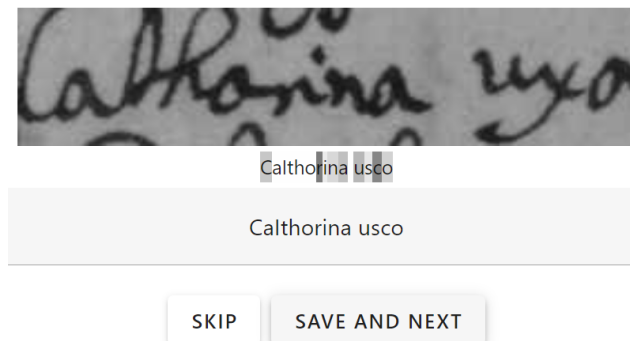 Catharina uxo
Calthorina usco
Calthorina usco
SKIP SAVE AND NEXT